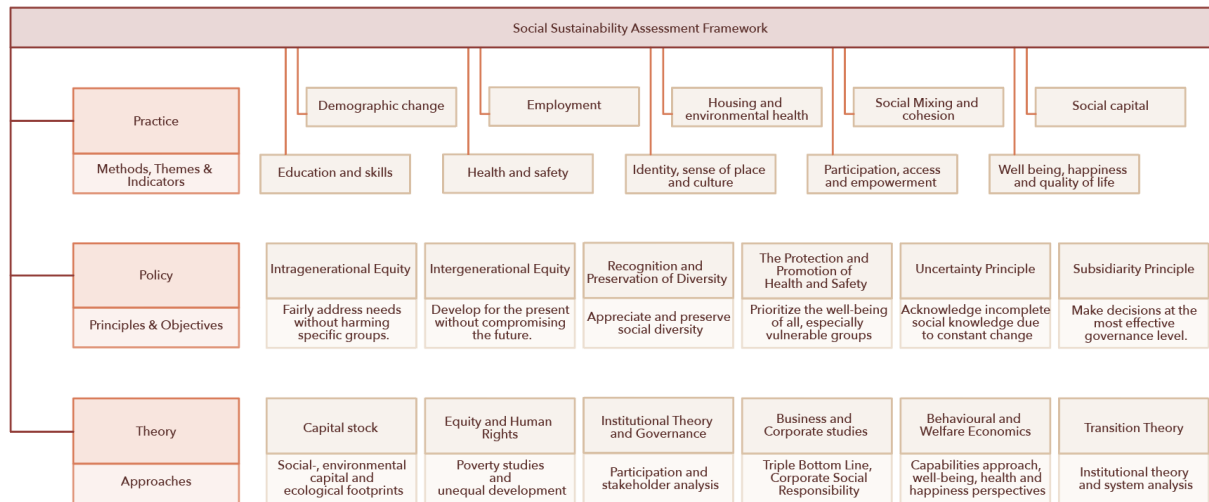 Social Sustainability Assessment Framework
Practice
Methods, Themes &
Indicators
Demographic change
Employment
Housing and
environmental health
Social Mixing and
cohesion
Social capital
Education and skills
Health and safety
Identity, sense of place
and culture
Participation, access
and empowerment
Well being, happiness
and quality of life
Policy
Principles & Objectives
Intragenerational Equity
Fairly address needs
without harming
specific groups.
Intergenerational Equity
Develop for the present
without compromising
the future.
Recognition and
Preservation of Diversity
Appreciate and preserve
social diversity
The Protection and
Promotion of
Health and Safety
Prioritize the well-being
of all, especially
vulnerable groups
Uncertainty Principle
Acknowledge incomplete
social knowledge due
to constant change
Subsidiarity Principle
Make decisions at the
most effective
governance level.
Theory
Approaches
Capital stock
Social-, environmental
capital and
ecological footprints
Equity and Human
Rights
Poverty studies
and
unequal development
Institutional Theory
and Governance
Participation and
stakeholder analysis
Business and
Corporate studies
Triple Bottom Line,
Corporate Social
Responsibility
Behavioural and
Welfare Economics
Capabilities approach,
well-being, health and
happiness perspectives
Transition Theory
Institutional theory
and system analysis